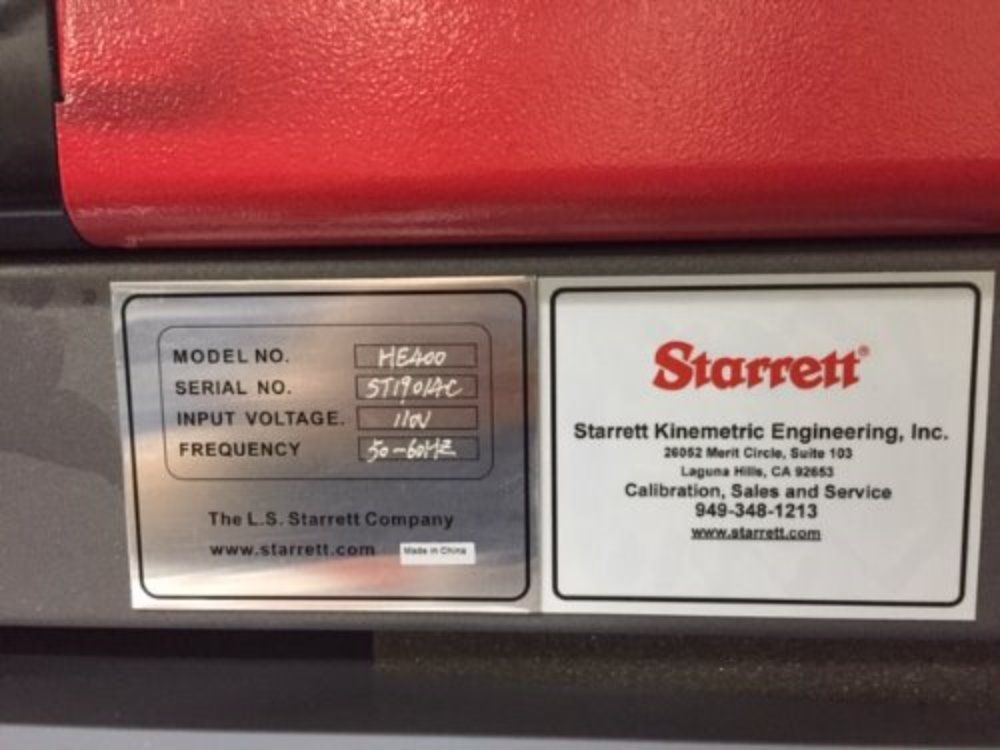 MODEL NO. HE400
SERIAL NO. ST19014C
INPUT VOLTAGE. 110V
FREQUENCY 50-60HZ
The L.S. Starrett Company
www.starrett.com Made in China
Starrett®
Starrett Kinemetric Engineering, Inc.
26052 Merit Circle, Suite 103
Laguna Hills, CA 92653
Calibration, Sales and Service
949-348-1213
www.starrett.com